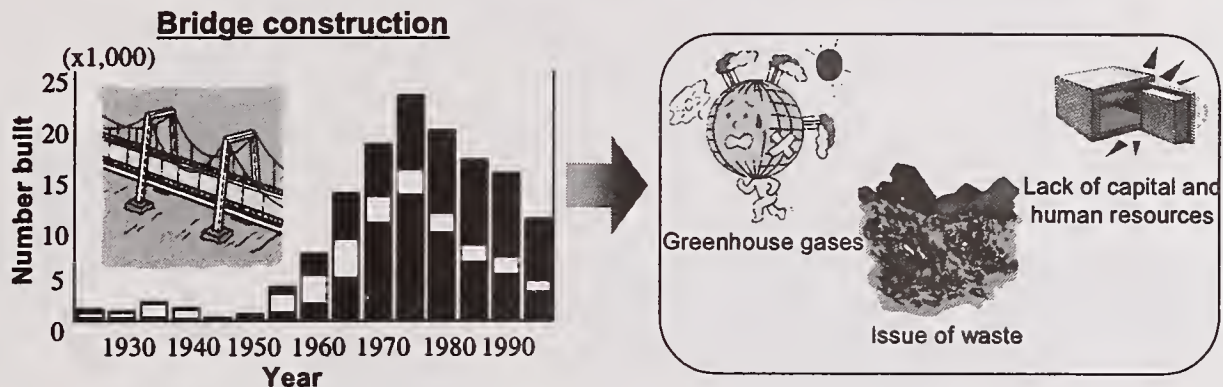 Bridge construction
(x1,000)
25
20
15
10
5
0
Number built
1930 1940 1950 1960 1970 1980 1990
Year
Greenhouse gases
Issue of waste
Lack of capital and
human resources